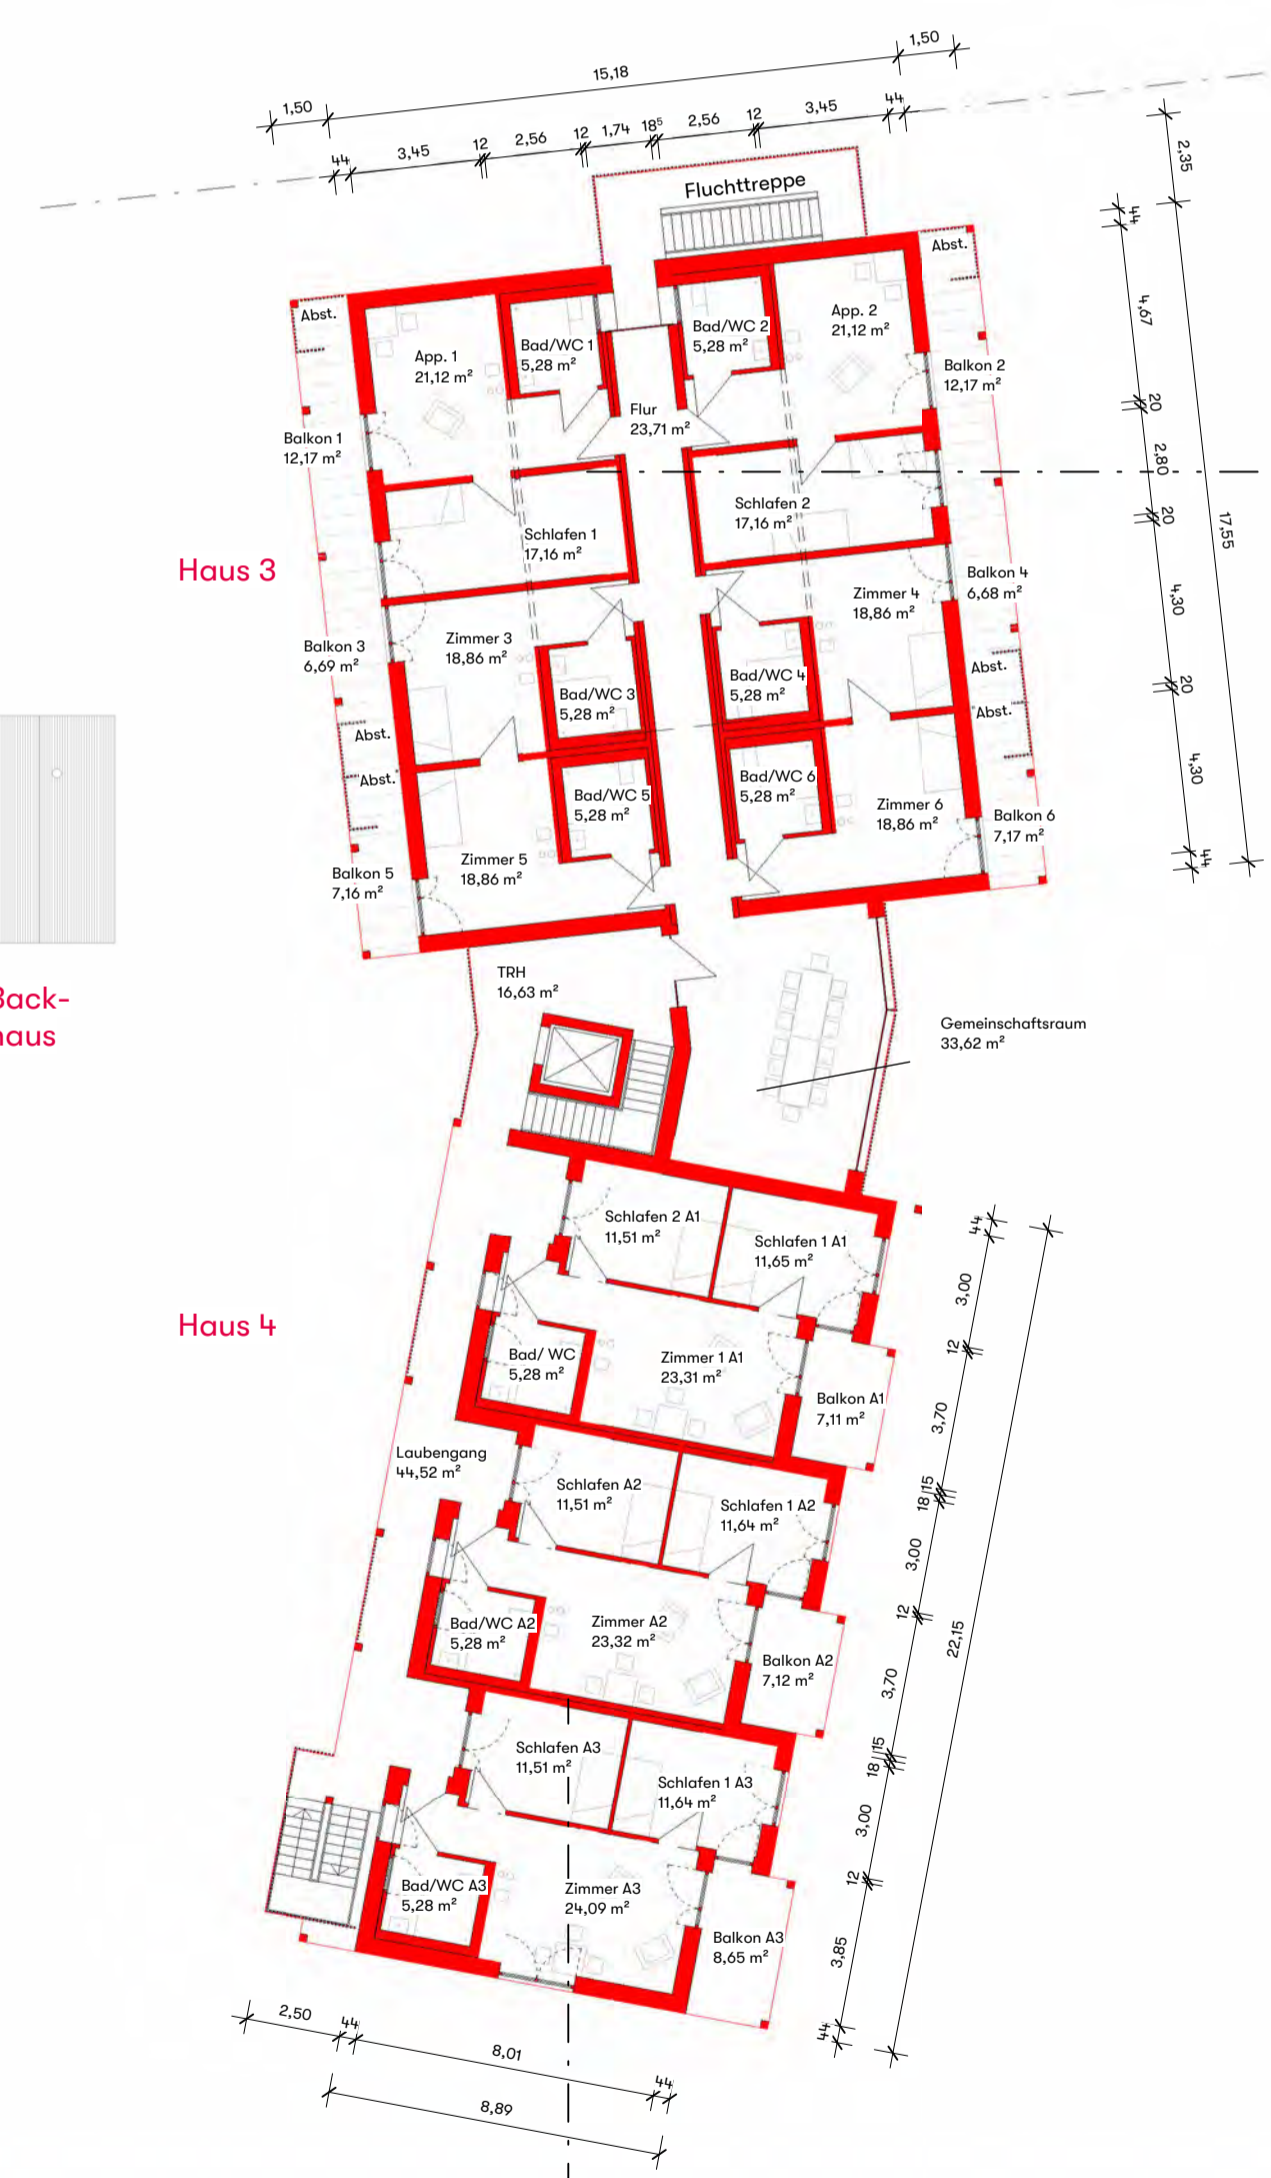 1,50
15,18
1,50
44
3,45
12
2,56
12
1,74
18⁵
2,56
12
3,45
44
2,35
44
4,67
20
2,80
20
4,30
20
4,30
44
17,55
Fluchttreppe
Abst.
Abst.
App. 1
21,12 m²
Bad/WC 1
5,28 m²
Bad/WC 2
5,28 m²
App. 2
21,12 m²
Balkon 2
12,17 m²
Balkon 1
12,17 m²
Flur
23,71 m²
Schlafen 1
17,16 m²
Schlafen 2
17,16 m²
Haus 3
Balkon 4
6,68 m²
Zimmer 4
18,86 m²
Balkon 3
6,69 m²
Zimmer 3
18,86 m²
Bad/WC 3
5,28 m²
Bad/WC 4
5,28 m²
Abst.
Abst.
Abst.
Abst.
Bad/WC 5
5,28 m²
Bad/WC 6
5,28 m²
Zimmer 6
18,86 m²
Balkon 6
7,17 m²
Zimmer 5
18,86 m²
Balkon 5
7,16 m²
Back-
haus
TRH
16,63 m²
Gemeinschaftsraum
33,62 m²
Haus 4
Schlafen 2 A1
11,51 m²
Schlafen 1 A1
11,65 m²
Bad/ WC
5,28 m²
Zimmer 1 A1
23,31 m²
Balkon A1
7,11 m²
Laubengang
44,52 m²
Schlafen A2
11,51 m²
Schlafen 1 A2
11,64 m²
Bad/WC A2
5,28 m²
Zimmer A2
23,32 m²
Balkon A2
7,12 m²
Schlafen A3
11,51 m²
Schlafen 1 A3
11,64 m²
Bad/WC A3
5,28 m²
Zimmer A3
24,09 m²
Balkon A3
8,65 m²
44
3,00
12
3,70
18 15
3,00
12
3,70
18 15
3,00
12
3,85
44
22,15
2,50
44
8,01
44
8,89